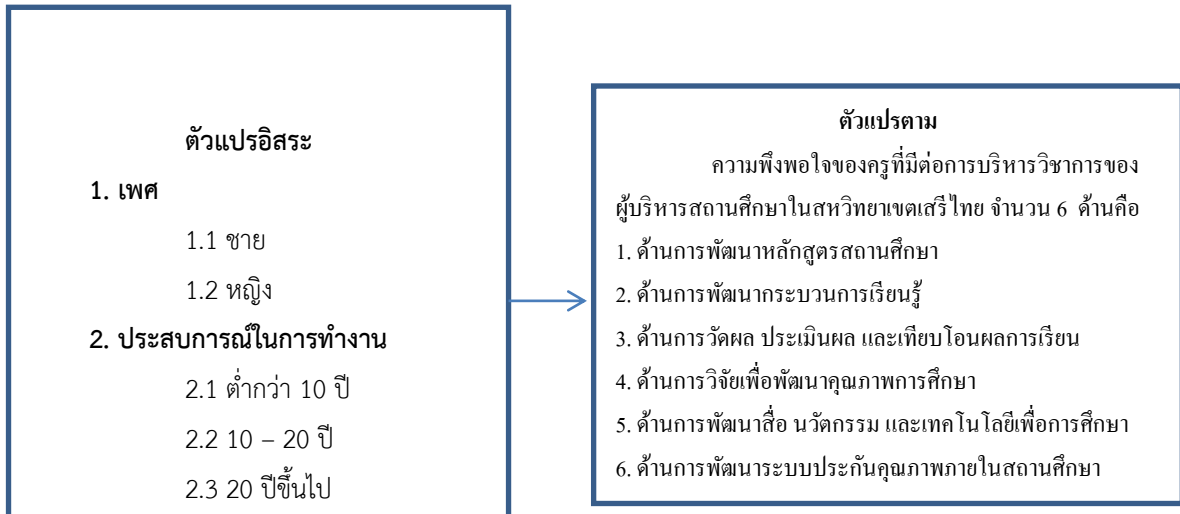 ตัวแปรอิสระ
1. เพศ
1.1 ชาย
1.2 หญิง
2. ประสบการณ์ในการทำงาน
2.1 ต่ำกว่า 10 ปี
2.2 10 – 20 ปี
2.3 20 ปีขึ้นไป
ตัวแปรตาม
ความพึงพอใจของครูที่มีต่อการบริหารวิชาการของ
ผู้บริหารสถานศึกษาในสหวิทยาเขตเสรีไทย จำนวน 6 ด้านคือ
1. ด้านการพัฒนาหลักสูตรสถานศึกษา
2. ด้านการพัฒนากระบวนการเรียนรู้
3. ด้านการวัดผล ประเมินผล และเทียบโอนผลการเรียน
4. ด้านการวิจัยเพื่อพัฒนาคุณภาพการศึกษา
5. ด้านการพัฒนาสื่อ นวัตกรรม และเทคโนโลยีเพื่อการศึกษา
6. ด้านการพัฒนาระบบประกันคุณภาพภายในสถานศึกษา